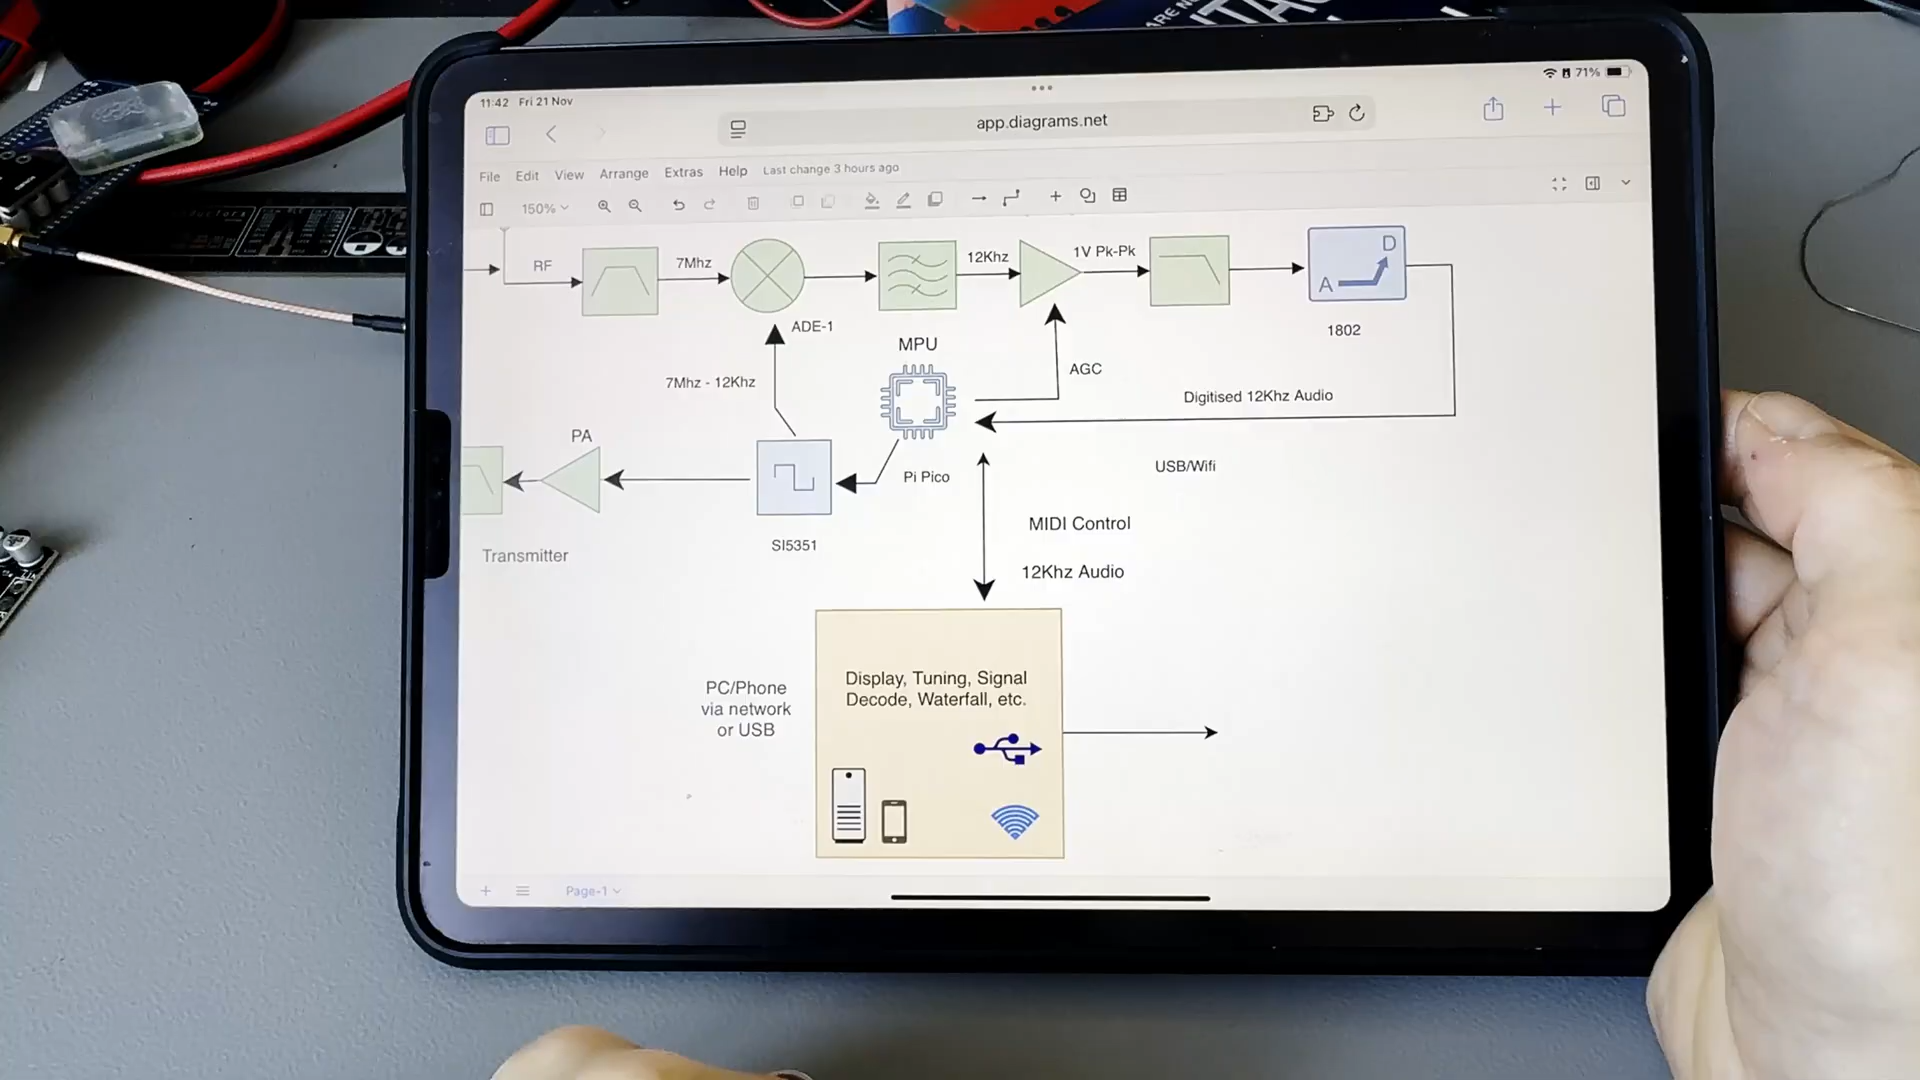 ARE NO
ITAC
11:42 Fri 21 Nov
71%
app.diagrams.net
File Edit View Arrange Extras Help Last change 3 hours ago
150%
RF
7Mhz
12Khz
1V Pk-Pk
D
A
ADE-1
1802
MPU
7Mhz - 12Khz
AGC
Digitised 12Khz Audio
PA
Pi Pico
USB/Wifi
SI5351
MIDI Control
Transmitter
12Khz Audio
Display, Tuning, Signal
Decode, Waterfall, etc.
PC/Phone
via network
or USB
Page-1